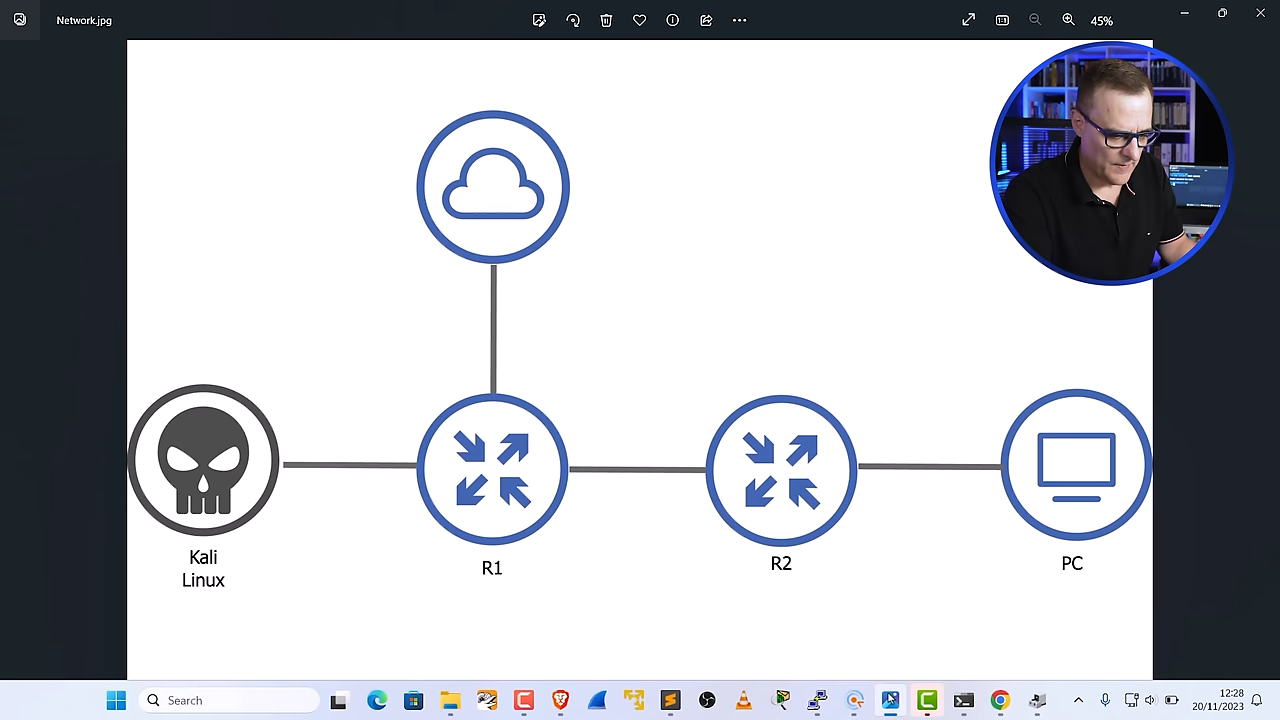 Network.jpg
45%
Kali
Linux
R1
R2
PC
Search
12:28
20/11/2023